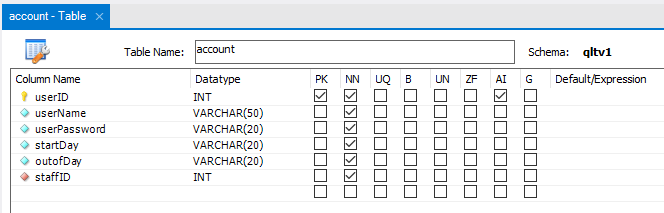 account - Table ×
Table Name: account Schema: qltv1
Column Name Datatype PK NN UQ B UN ZF AI G Default/Expression
userID INT
userName VARCHAR(50)
userPassword VARCHAR(20)
startDay VARCHAR(20)
outofDay VARCHAR(20)
staffID INT